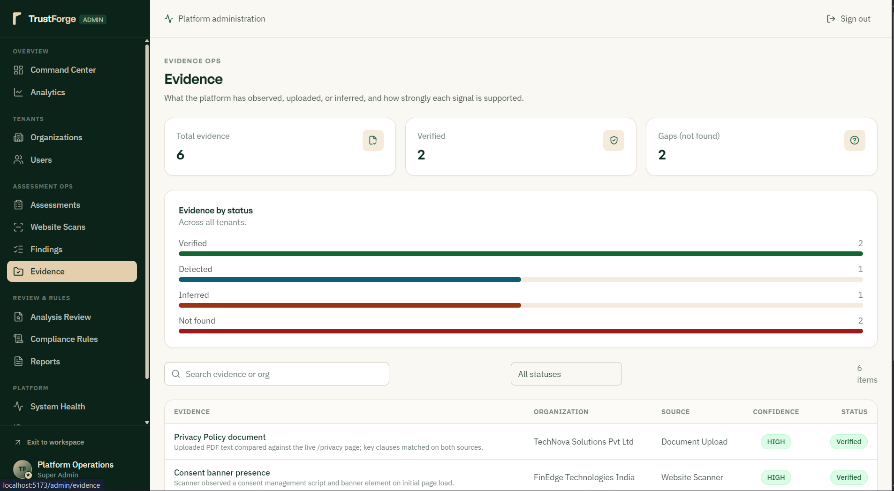 TrustForge ADMIN
Platform administration
Sign out
OVERVIEW
Command Center
Analytics
TENANTS
Organizations
Users
ASSESSMENT OPS
Assessments
Website Scans
Findings
Evidence
REVIEW & RULES
Analysis Review
Compliance Rules
Reports
PLATFORM
System Health
Exit to workspace
Platform Operations
Super Admin
localhost:5173/admin/evidence
EVIDENCE OPS
Evidence
What the platform has observed, uploaded, or inferred, and how strongly each signal is supported.
Total evidence
6
Verified
2
Gaps (not found)
2
Evidence by status
Across all tenants.
Verified 2
Detected 1
Inferred 1
Not found 2
Search evidence or org
All statuses
6 items
EVIDENCE ORGANIZATION SOURCE CONFIDENCE STATUS
Privacy Policy document
Uploaded PDF text compared against the live /privacy page; key clauses matched on both sources.
TechNova Solutions Pvt Ltd
Document Upload
HIGH
Verified
Consent banner presence
Scanner observed a consent management script and banner element on initial page load.
FinEdge Technologies India
Website Scanner
HIGH
Verified